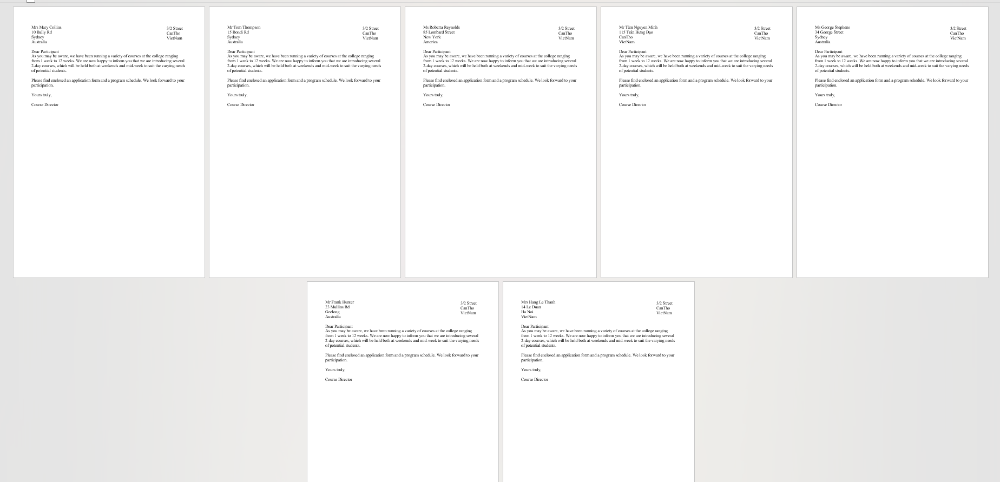 Mrs Mary Collins
10 Bally Rd
Sydney
Australia
3/2 Street
CanTho
VietNam
Dear Participant
As you may be aware, we have been running a variety of courses at the college ranging
from 1 week to 12 weeks. We are now happy to inform you that we are introducing several
2-day courses, which will be held both at weekends and mid-week to suit the varying needs
of potential students.
Please find enclosed an application form and a program schedule. We look forward to your
participation.
Yours truly,
Course Director
Mr Tom Thompson
15 Bondi Rd
Sydney
Australia
3/2 Street
CanTho
VietNam
Dear Participant
As you may be aware, we have been running a variety of courses at the college ranging
from 1 week to 12 weeks. We are now happy to inform you that we are introducing several
2-day courses, which will be held both at weekends and mid-week to suit the varying needs
of potential students.
Please find enclosed an application form and a program schedule. We look forward to your
participation.
Yours truly,
Course Director
Ms Roberta Reynolds
85 Lombard Street
New York
America
3/2 Street
CanTho
VietNam
Dear Participant
As you may be aware, we have been running a variety of courses at the college ranging
from 1 week to 12 weeks. We are now happy to inform you that we are introducing several
2-day courses, which will be held both at weekends and mid-week to suit the varying needs
of potential students.
Please find enclosed an application form and a program schedule. We look forward to your
participation.
Yours truly,
Course Director
Mr Tâm Nguyen Minh
115 Trần Hưng Đạo
CanTho
VietNam
3/2 Street
CanTho
VietNam
Dear Participant
As you may be aware, we have been running a variety of courses at the college ranging
from 1 week to 12 weeks. We are now happy to inform you that we are introducing several
2-day courses, which will be held both at weekends and mid-week to suit the varying needs
of potential students.
Please find enclosed an application form and a program schedule. We look forward to your
participation.
Yours truly,
Course Director
Ms George Stephens
34 George Street
Sydney
Australia
3/2 Street
CanTho
VietNam
Dear Participant
As you may be aware, we have been running a variety of courses at the college ranging
from 1 week to 12 weeks. We are now happy to inform you that we are introducing several
2-day courses, which will be held both at weekends and mid-week to suit the varying needs
of potential students.
Please find enclosed an application form and a program schedule. We look forward to your
participation.
Yours truly,
Course Director
Mr Frank Hunter
23 Mullins Rd
Geelong
Australia
3/2 Street
CanTho
VietNam
Dear Participant
As you may be aware, we have been running a variety of courses at the college ranging
from 1 week to 12 weeks. We are now happy to inform you that we are introducing several
2-day courses, which will be held both at weekends and mid-week to suit the varying needs
of potential students.
Please find enclosed an application form and a program schedule. We look forward to your
participation.
Yours truly,
Course Director
Mrs Hang Le Thanh
14 Le Duan
Ha Noi
VietNam
3/2 Street
CanTho
VietNam
Dear Participant
As you may be aware, we have been running a variety of courses at the college ranging
from 1 week to 12 weeks. We are now happy to inform you that we are introducing several
2-day courses, which will be held both at weekends and mid-week to suit the varying needs
of potential students.
Please find enclosed an application form and a program schedule. We look forward to your
participation.
Yours truly,
Course Director